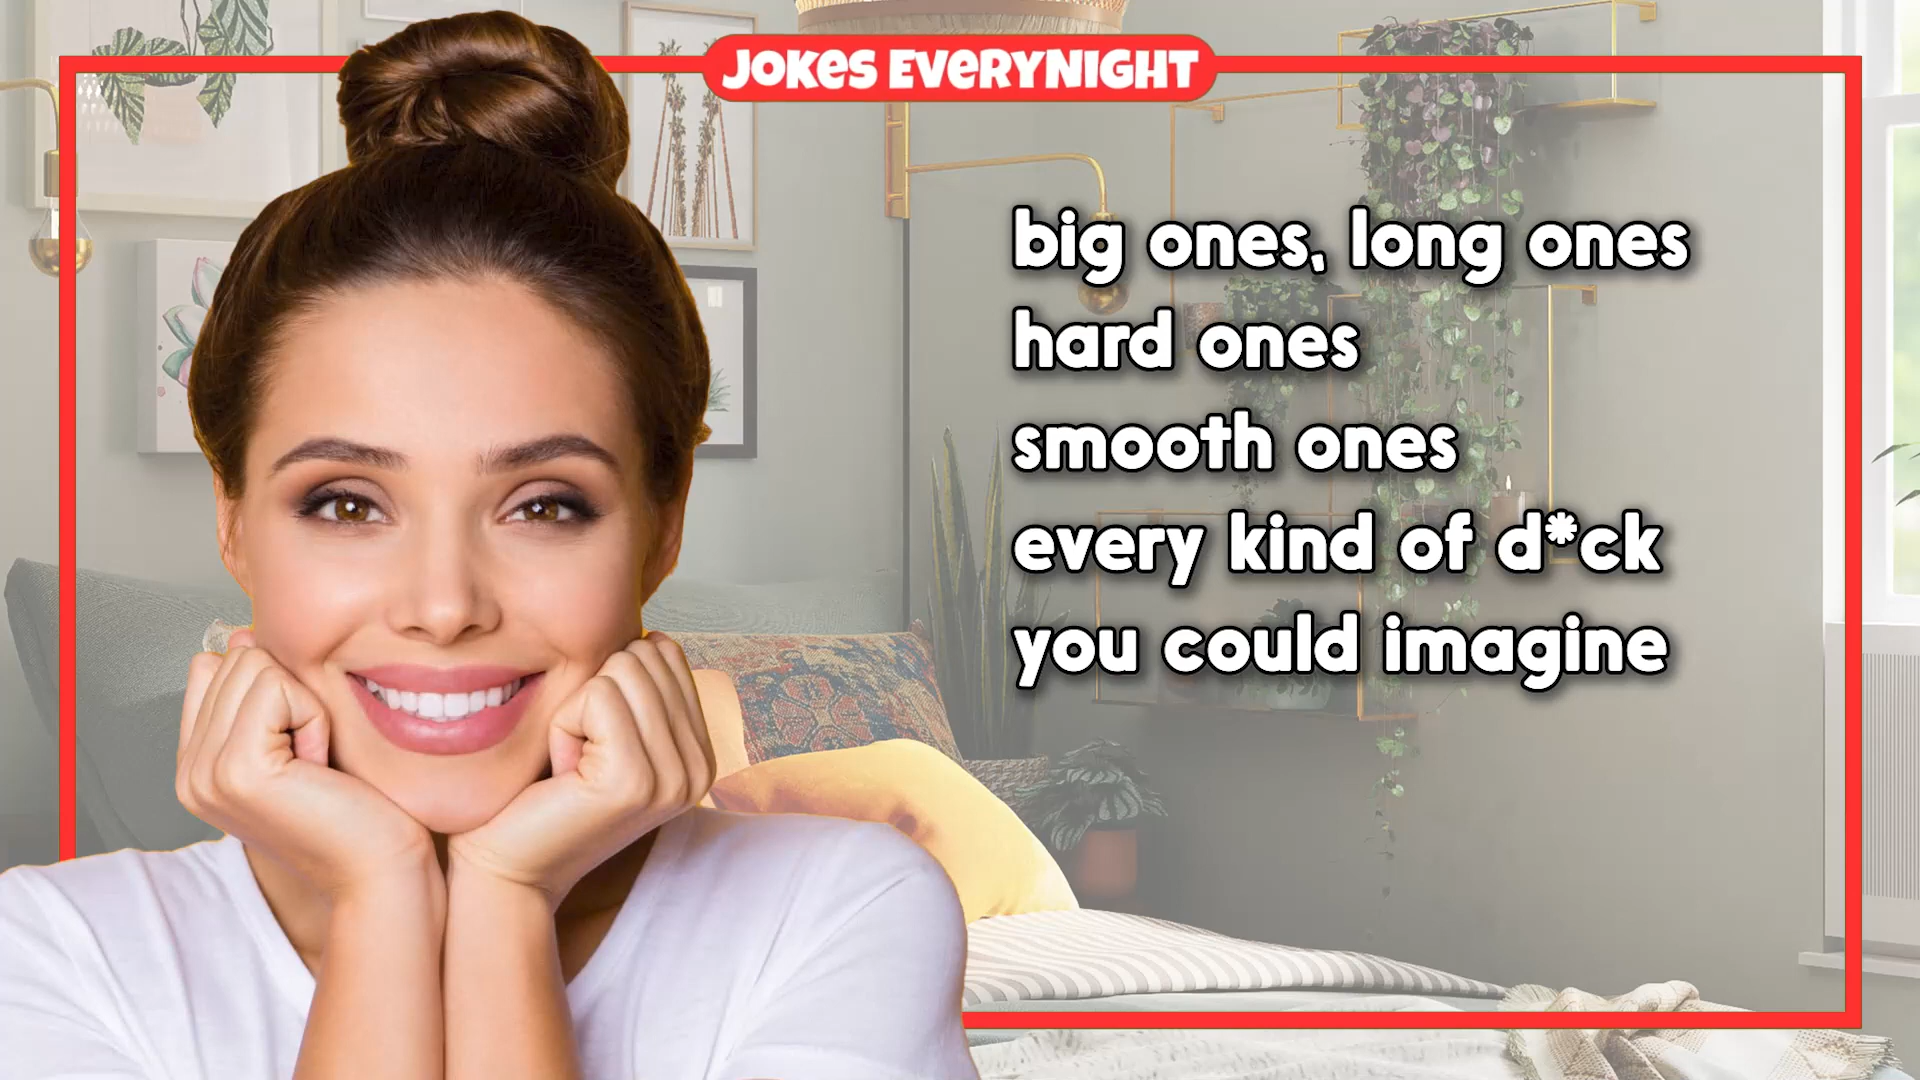 JOKES EVERYNIGHT
big ones, long ones
hard ones
smooth ones
every kind of d*ck
you could imagine